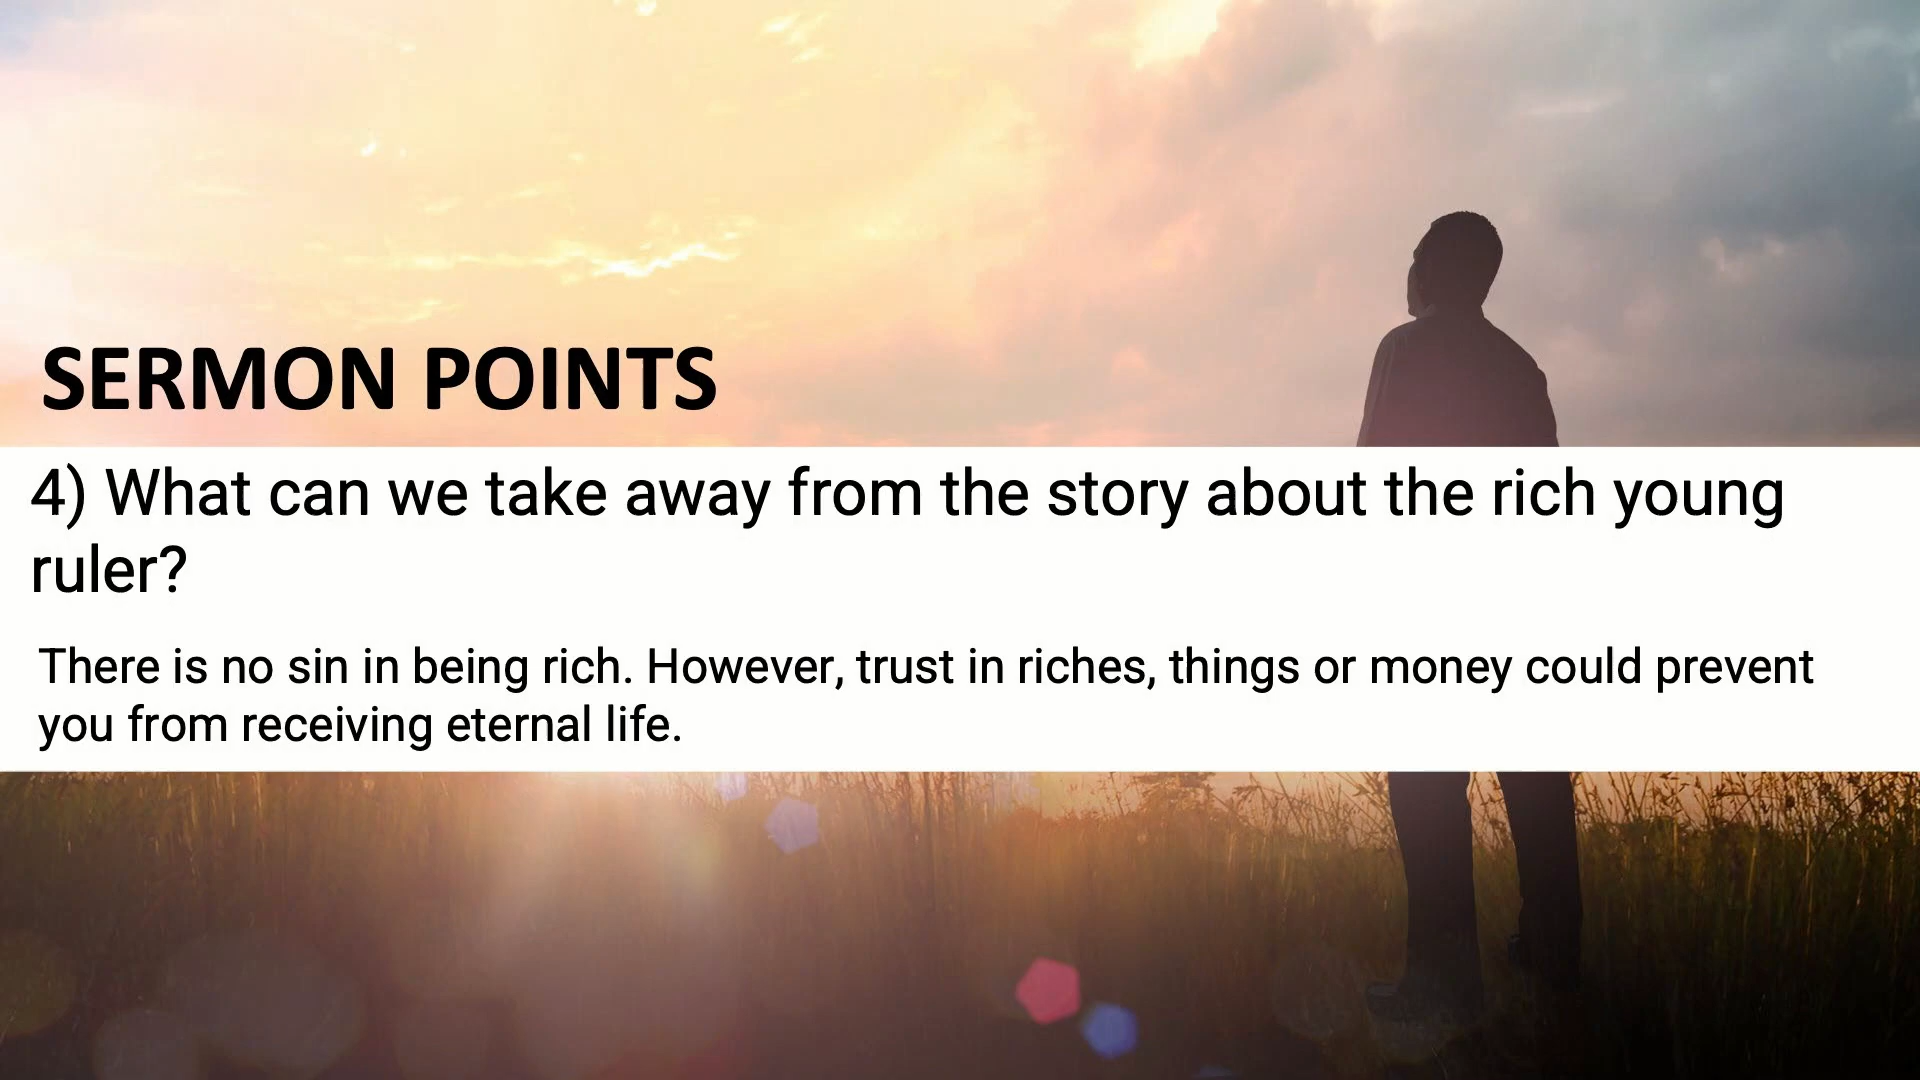 SERMON POINTS
4) What can we take away from the story about the rich young
ruler?
There is no sin in being rich. However, trust in riches, things or money could prevent
you from receiving eternal life.